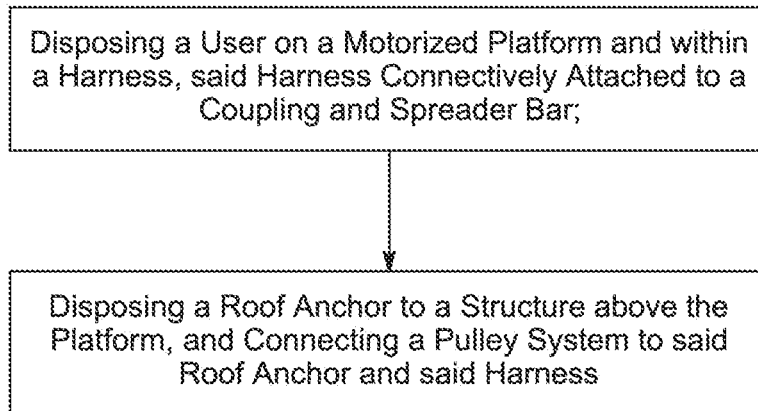 Disposing a User on a Motorized Platform and within
a Harness, said Harness Connectively Attached to a
Coupling and Spreader Bar;
Disposing a Roof Anchor to a Structure above the
Platform, and Connecting a Pulley System to said
Roof Anchor and said Harness